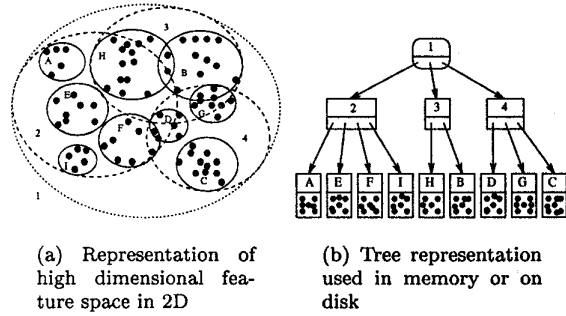 3
A
H
B
E
G
D
2
F
4
I
C
1
1
2
3
4
A E F I H B D G C
(a) Representation of
high dimensional fea-
ture space in 2D
(b) Tree representation
used in memory or on
disk